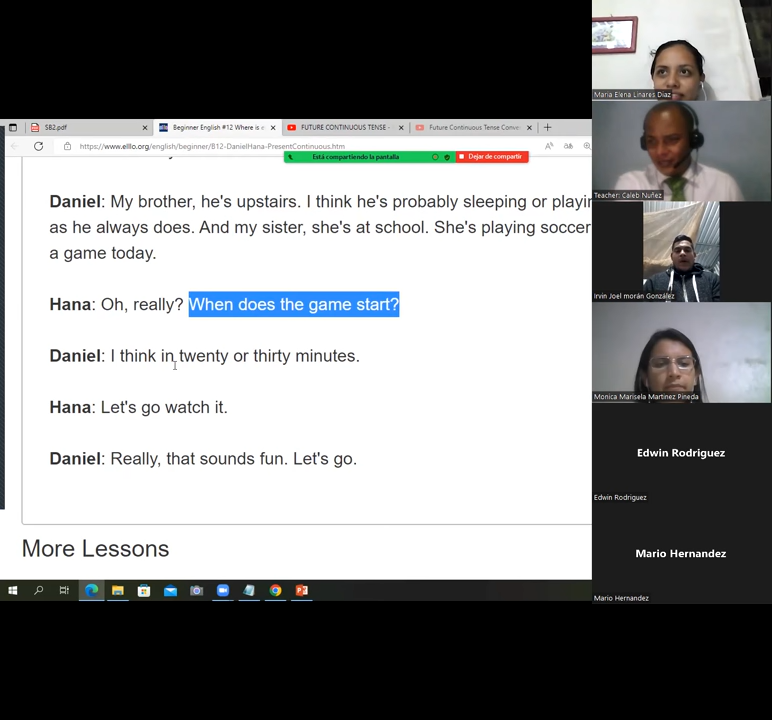 SB2.pdf
Beginner English #12 Where is e
FUTURE CONTINUOUS TENSE -
Future Continuous Tense Conve
https://www.elllo.org/english/beginner/B12-DanielHana-PresentContinuous.htm
Está compartiendo la pantalla
Dejar de compartir
Daniel: My brother, he's upstairs. I think he's probably sleeping or playin
as he always does. And my sister, she's at school. She's playing soccer
a game today.
Hana: Oh, really? When does the game start?
Daniel: I think in twenty or thirty minutes.
Hana: Let's go watch it.
Daniel: Really, that sounds fun. Let's go.
More Lessons
Maria Elena Linares Diaz
Teacher: Caleb Nuñez
Irvin Joel morán González
Monica Marisela Martinez Pineda
Edwin Rodriguez
Edwin Rodriguez
Mario Hernandez
Mario Hernandez